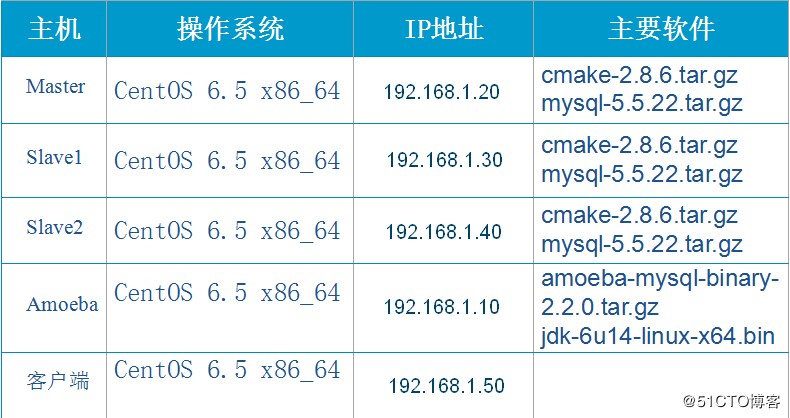 主机 操作系统 IP地址 主要软件
Master CentOS 6.5 x86_64 192.168.1.20 cmake-2.8.6.tar.gz
mysql-5.5.22.tar.gz
Slave1 CentOS 6.5 x86_64 192.168.1.30 cmake-2.8.6.tar.gz
mysql-5.5.22.tar.gz
Slave2 CentOS 6.5 x86_64 192.168.1.40 cmake-2.8.6.tar.gz
mysql-5.5.22.tar.gz
Amoeba CentOS 6.5 x86_64 192.168.1.10 amoeba-mysql-binary-
2.2.0.tar.gz
jdk-6u14-linux-x64.bin
客户端 CentOS 6.5 x86_64 192.168.1.50
@51CTO博客